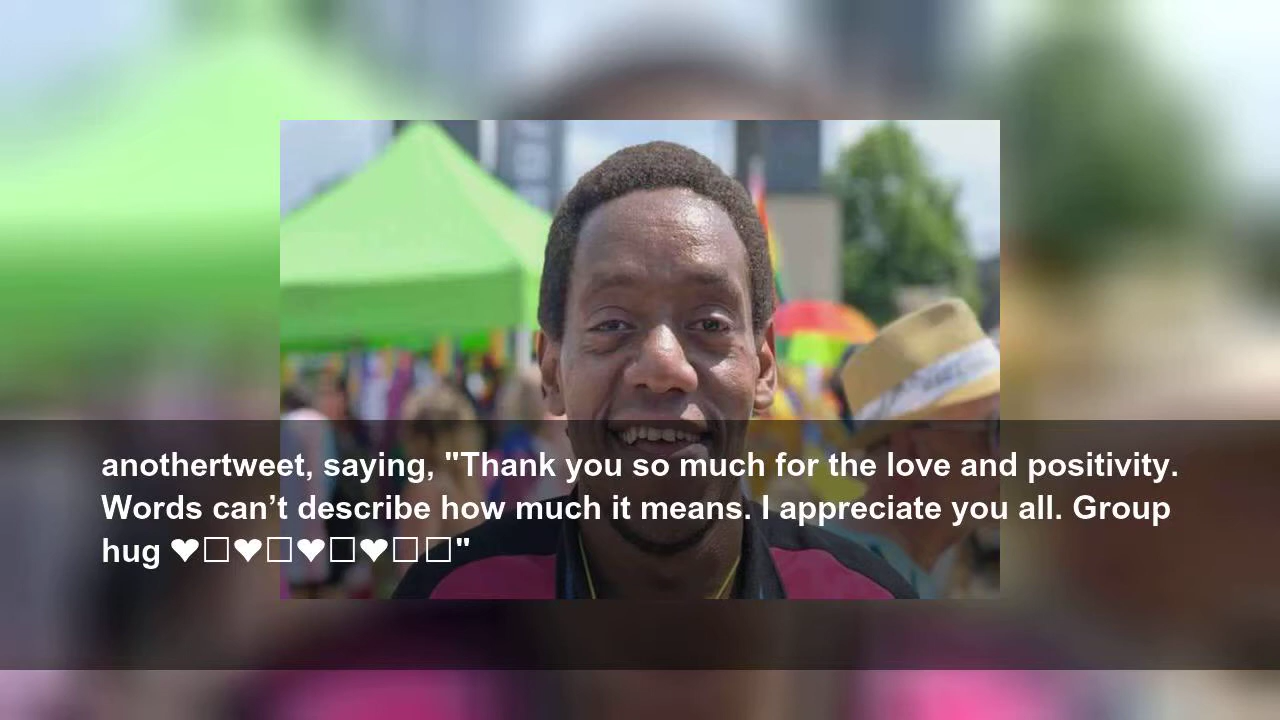 anothertweet, saying, "Thank you so much for the love and positivity.
Words can’t describe how much it means. I appreciate you all. Group
hug ❤□❤□❤□❤□□"